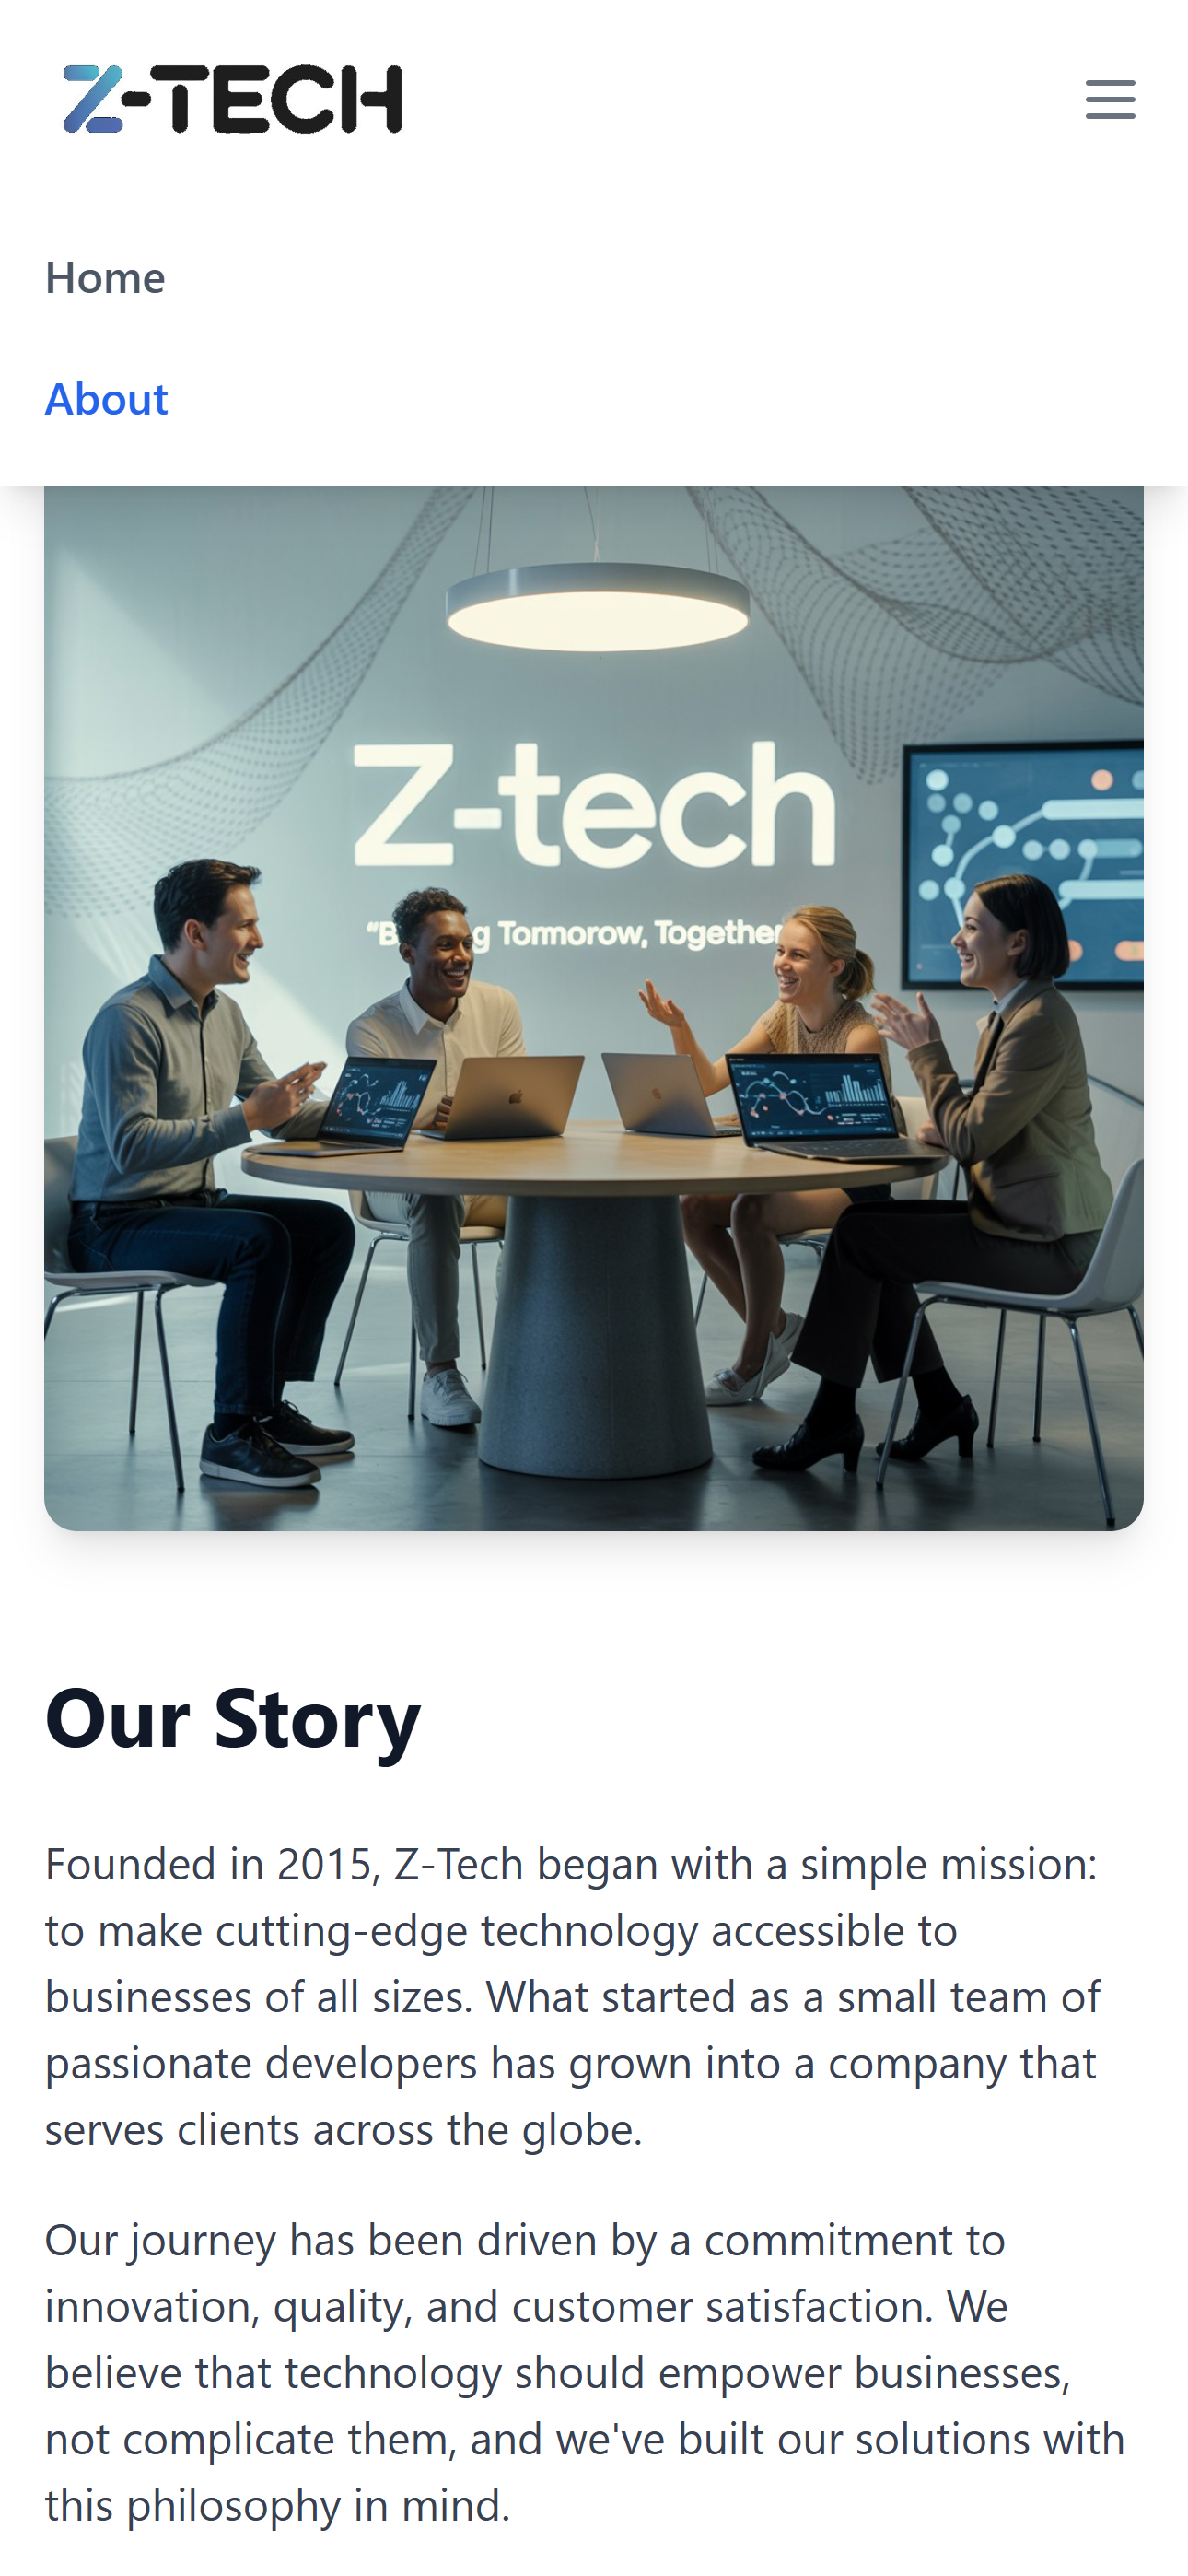 Z-TECH
Home
About
Z-tech
"B g Tormorow, Together
Our Story
Founded in 2015, Z-Tech began with a simple mission:
to make cutting-edge technology accessible to
businesses of all sizes. What started as a small team of
passionate developers has grown into a company that
serves clients across the globe.
Our journey has been driven by a commitment to
innovation, quality, and customer satisfaction. We
believe that technology should empower businesses,
not complicate them, and we've built our solutions with
this philosophy in mind.